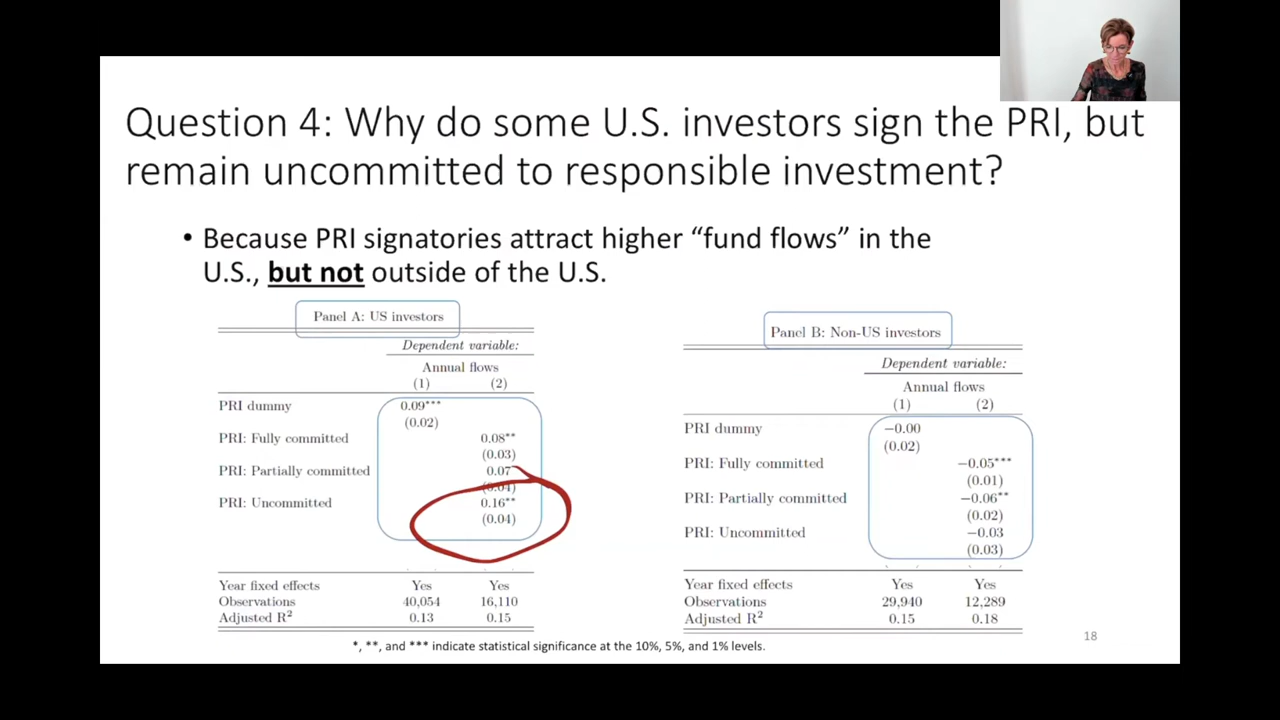 Question 4: Why do some U.S. investors sign the PRI, but
remain uncommitted to responsible investment?
• Because PRI signatories attract higher “fund flows” in the
U.S., but not outside of the U.S.
Panel A: US investors
Dependent variable:
Annual flows
(1) (2)
PRI dummy 0.09***
(0.02)
PRI: Fully committed 0.08**
(0.03)
PRI: Partially committed 0.07
(0.04)
PRI: Uncommitted 0.16**
(0.04)
Year fixed effects Yes Yes
Observations 40,054 16,110
Adjusted R² 0.13 0.15
Panel B: Non-US investors
Dependent variable:
Annual flows
(1) (2)
PRI dummy −0.00
(0.02)
PRI: Fully committed −0.05***
(0.01)
PRI: Partially committed −0.06**
(0.02)
PRI: Uncommitted −0.03
(0.03)
Year fixed effects Yes Yes
Observations 29,940 12,289
Adjusted R² 0.15 0.18
*, **, and *** indicate statistical significance at the 10%, 5%, and 1% levels.
18